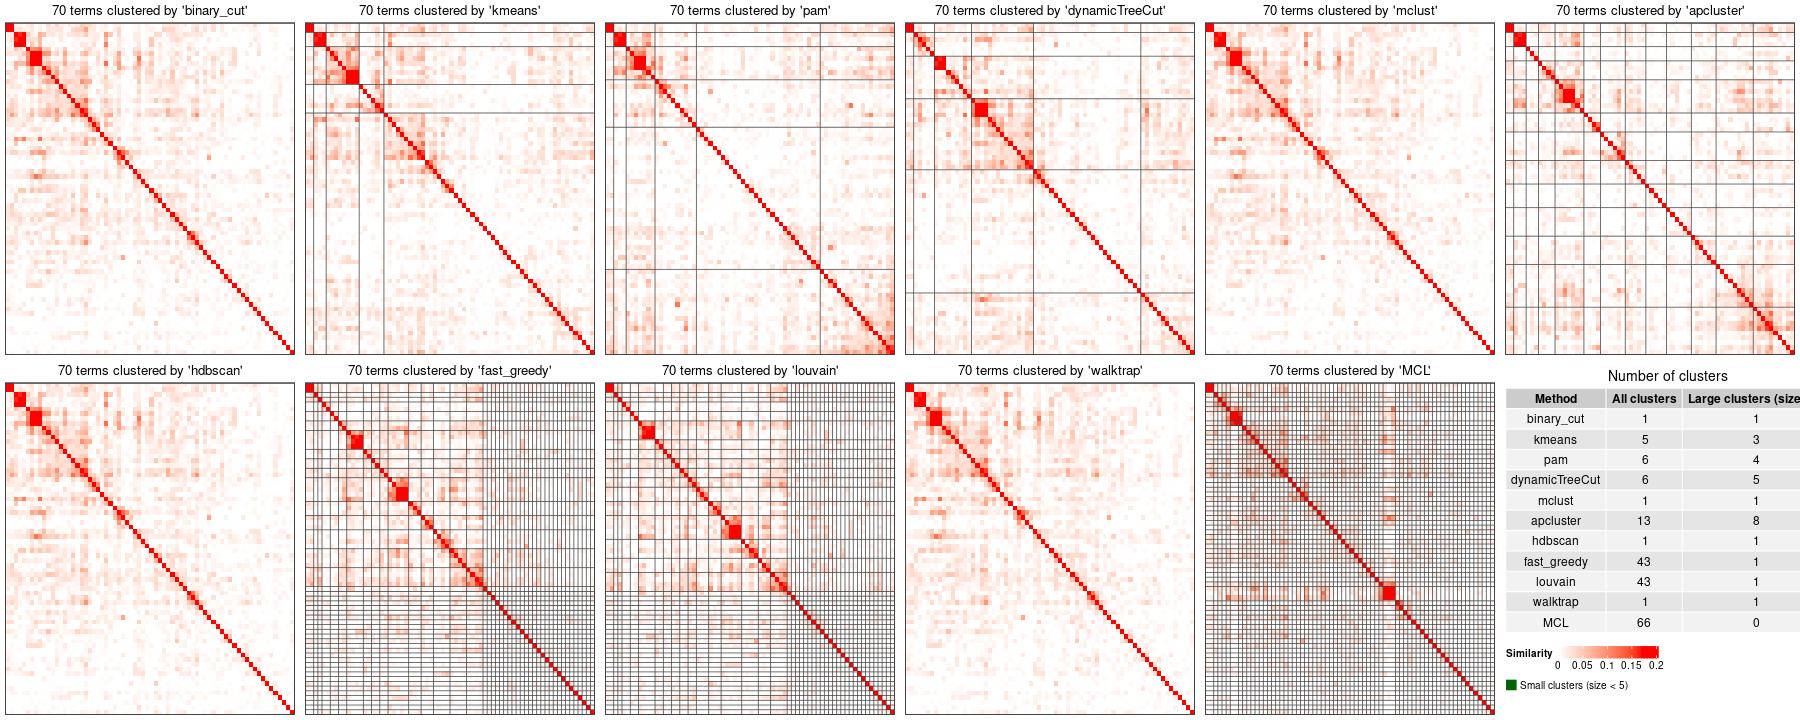 70 terms clustered by 'binary_cut'
70 terms clustered by 'kmeans'
70 terms clustered by 'pam'
70 terms clustered by 'dynamicTreeCut'
70 terms clustered by 'mclust'
70 terms clustered by 'apcluster'
70 terms clustered by 'hdbscan'
70 terms clustered by 'fast_greedy'
70 terms clustered by 'louvain'
70 terms clustered by 'walktrap'
70 terms clustered by 'MCL'
Number of clusters
Method All clusters Large clusters (size
binary_cut 1 1
kmeans 5 3
pam 6 4
dynamicTreeCut 6 5
mclust 1 1
apcluster 13 8
hdbscan 1 1
fast_greedy 43 1
louvain 43 1
walktrap 1 1
MCL 66 0
Similarity
0 0.05 0.1 0.15 0.2
Small clusters (size < 5)